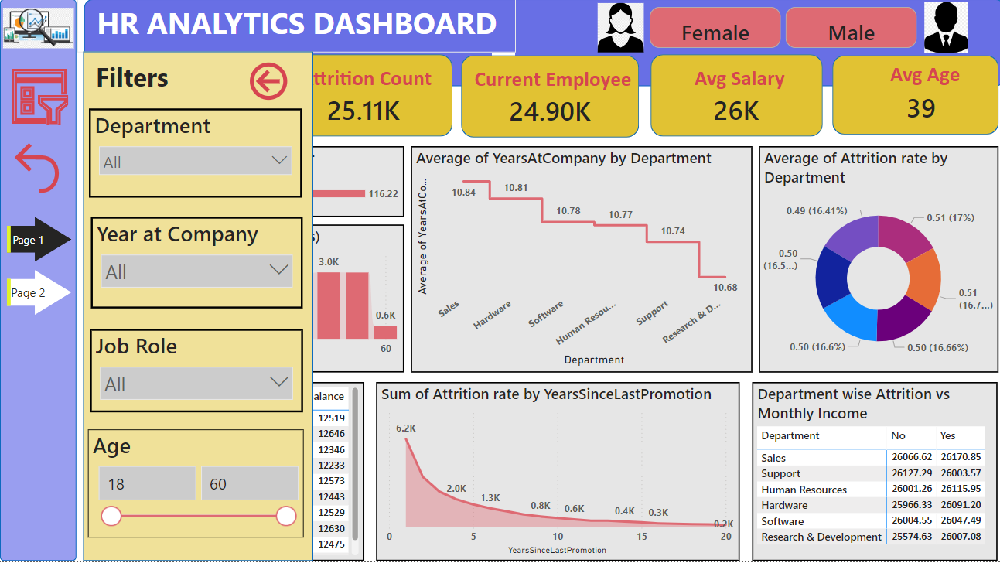 HR ANALYTICS DASHBOARD
Female
Male
Filters
ttrition Count
25.11K
Current Employee
24.90K
Avg Salary
26K
Avg Age
39
Page 1
Page 2
Department
All
Year at Company
All
Job Role
All
Age
18
60
116.22
s)
3.0K
0.6K
60
Average of YearsAtCompany by Department
Average of YearsAtCo...
10.84
10.81
10.78
10.77
10.74
10.68
Sales
Hardware
Software
Human Resou...
Support
Research & D...
Department
Average of Attrition rate by
Department
0.49 (16.41%)
0.51 (17%)
0.50
(16.5...)
0.51
(16.7...)
0.50 (16.6%)
0.50 (16.66%)
alance
12519
12646
12346
12233
12573
12443
12529
12630
12475
Sum of Attrition rate by YearsSinceLastPromotion
6.2K
2.0K
1.3K
0.8K
0.6K
0.4K
0.3K
0.2K
0
5
10
15
20
YearsSinceLastPromotion
Department wise Attrition vs
Monthly Income
Department No Yes
Sales 26066.62 26170.85
Support 26127.29 26003.57
Human Resources 26001.26 26115.95
Hardware 25966.33 26091.20
Software 26004.55 26047.49
Research & Development 25574.63 26007.08